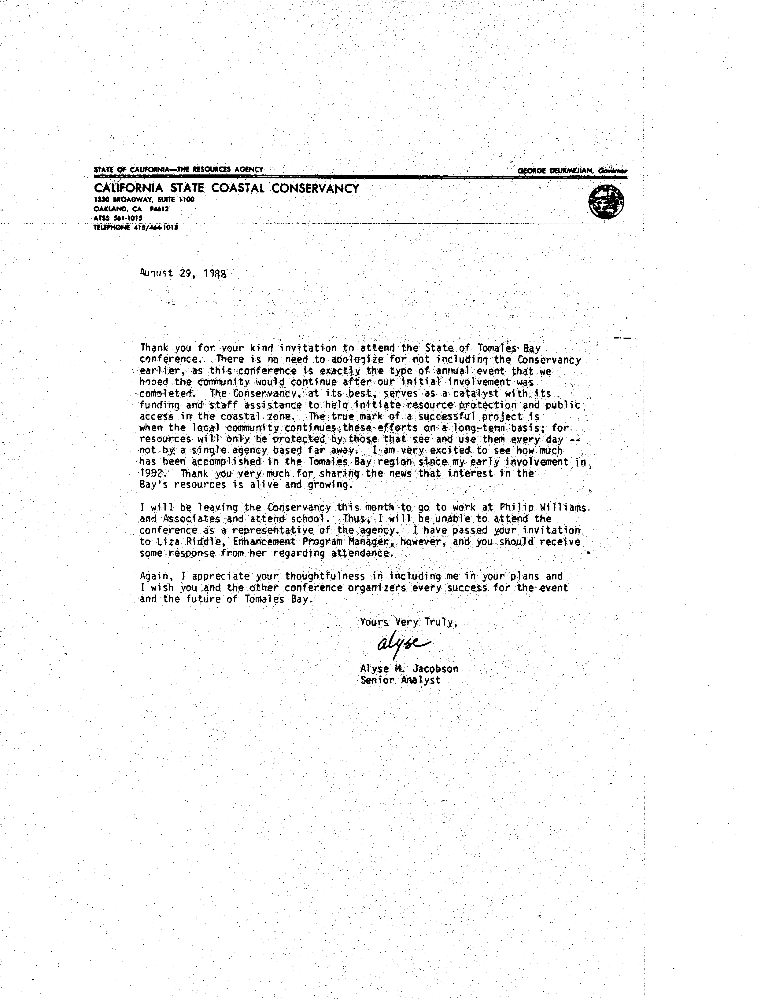 STATE OF CALIFORNIA—THE RESOURCES AGENCY
GEORGE DEUKMEJIAN, Governor
CALIFORNIA STATE COASTAL CONSERVANCY
1330 BROADWAY, SUITE 1100
OAKLAND, CA 94612
ATSS 561-1015
TELEPHONE 415/464-1015
August 29, 1988
Thank you for your kind invitation to attend the State of Tomales Bay
conference. There is no need to apologize for not including the Conservancy
earlier, as this conference is exactly the type of annual event that we
hoped the community would continue after our initial involvement was
completed. The Conservancy, at its best, serves as a catalyst with its
funding and staff assistance to help initiate resource protection and public
access in the coastal zone. The true mark of a successful project is
when the local community continues these efforts on a long-term basis; for
resources will only be protected by those that see and use them every day --
not by a single agency based far away. I am very excited to see how much
has been accomplished in the Tomales Bay region since my early involvement in
1982. Thank you very much for sharing the news that interest in the
Bay's resources is alive and growing.
I will be leaving the Conservancy this month to go to work at Philip Williams
and Associates and attend school. Thus, I will be unable to attend the
conference as a representative of the agency. I have passed your invitation
to Liza Riddle, Enhancement Program Manager, however, and you should receive
some response from her regarding attendance.
Again, I appreciate your thoughtfulness in including me in your plans and
I wish you and the other conference organizers every success for the event
and the future of Tomales Bay.
Yours Very Truly,
alyse
Alyse M. Jacobson
Senior Analyst